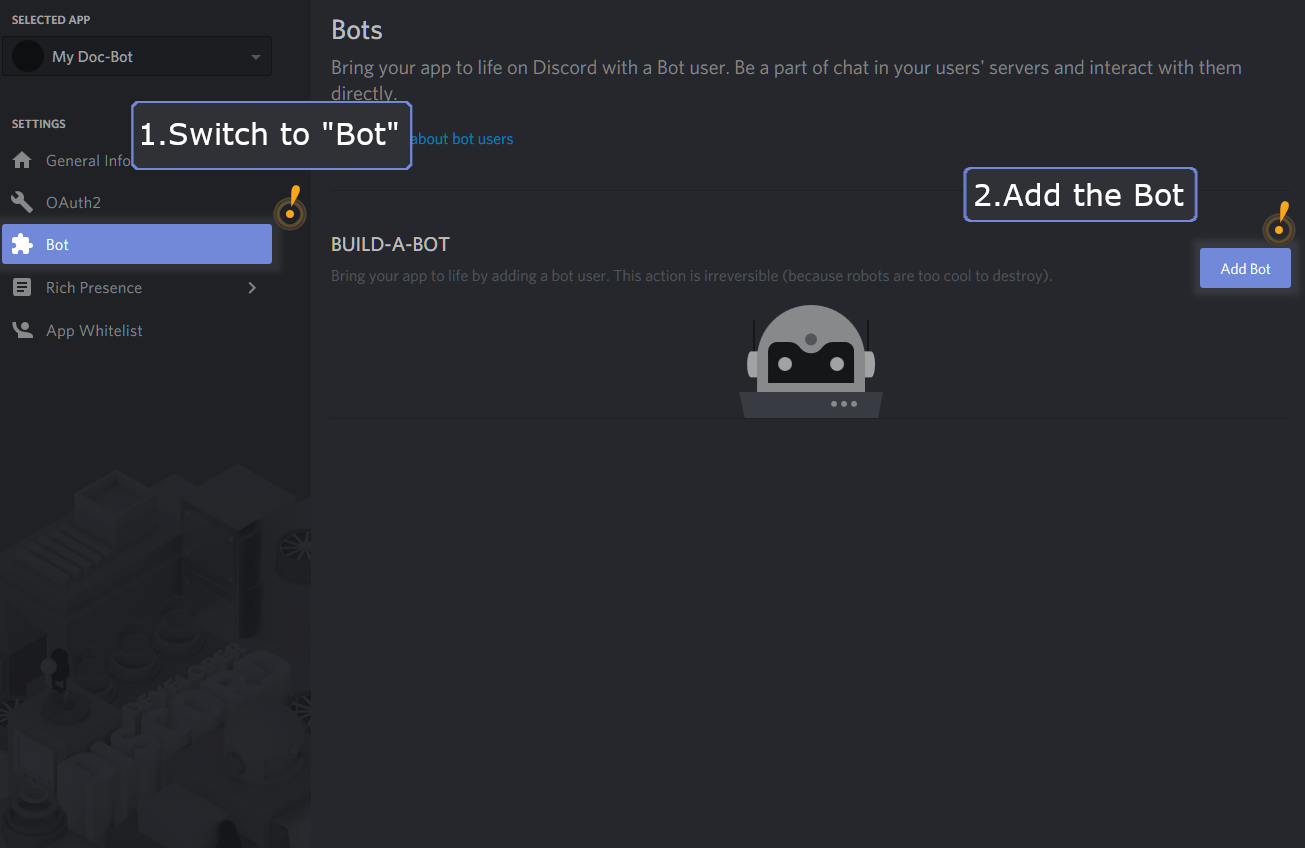 SELECTED APP
My Doc-Bot
SETTINGS
General Info
OAuth2
Bot
Rich Presence
App Whitelist
1.Switch to "Bot"
Bots
Bring your app to life on Discord with a Bot user. Be a part of chat in your users' servers and interact with them
directly.
about bot users
2.Add the Bot
BUILD-A-BOT
Bring your app to life by adding a bot user. This action is irreversible (because robots are too cool to destroy).
Add Bot